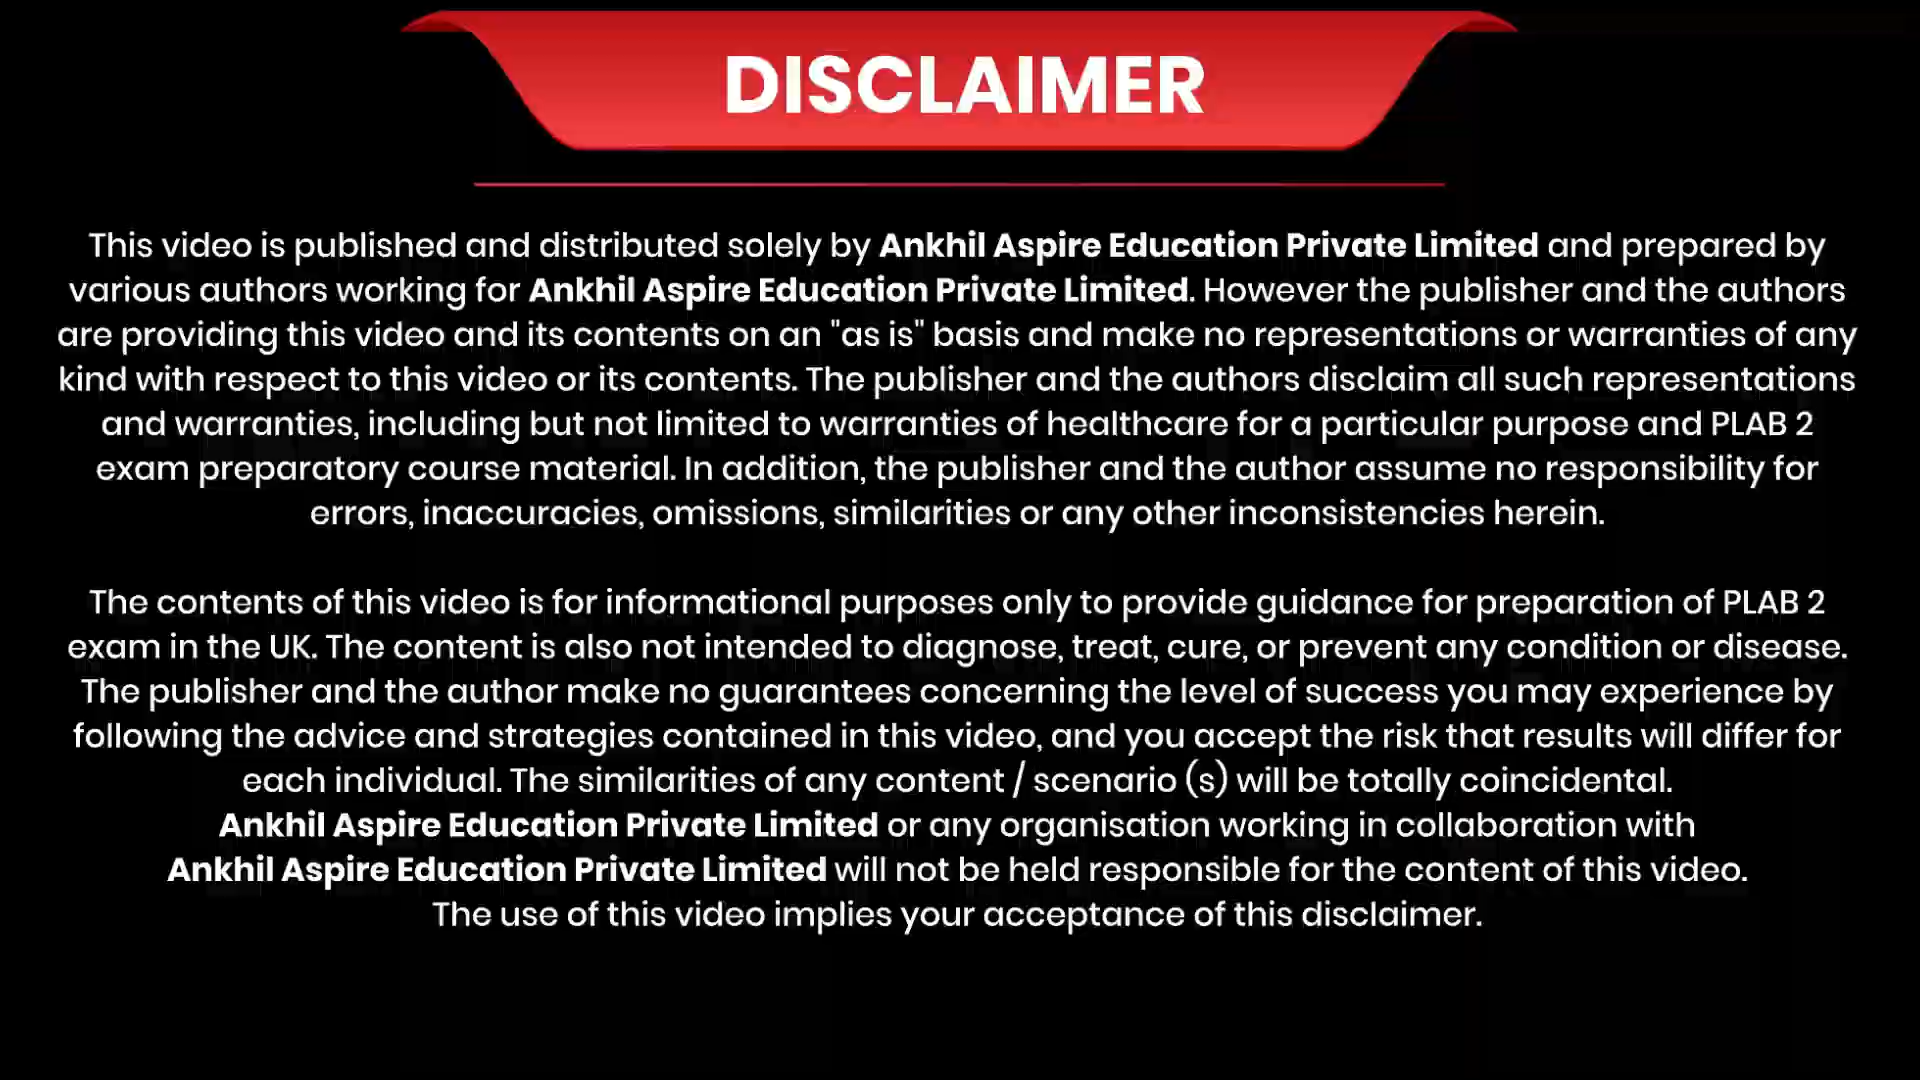 DISCLAIMER
This video is published and distributed solely by Ankhil Aspire Education Private Limited and prepared by
various authors working for Ankhil Aspire Education Private Limited. However the publisher and the authors
are providing this video and its contents on an "as is" basis and make no representations or warranties of any
kind with respect to this video or its contents. The publisher and the authors disclaim all such representations
and warranties, including but not limited to warranties of healthcare for a particular purpose and PLAB 2
exam preparatory course material. In addition, the publisher and the author assume no responsibility for
errors, inaccuracies, omissions, similarities or any other inconsistencies herein.
The contents of this video is for informational purposes only to provide guidance for preparation of PLAB 2
exam in the UK. The content is also not intended to diagnose, treat, cure, or prevent any condition or disease.
The publisher and the author make no guarantees concerning the level of success you may experience by
following the advice and strategies contained in this video, and you accept the risk that results will differ for
each individual. The similarities of any content / scenario (s) will be totally coincidental.
Ankhil Aspire Education Private Limited or any organisation working in collaboration with
Ankhil Aspire Education Private Limited will not be held responsible for the content of this video.
The use of this video implies your acceptance of this disclaimer.